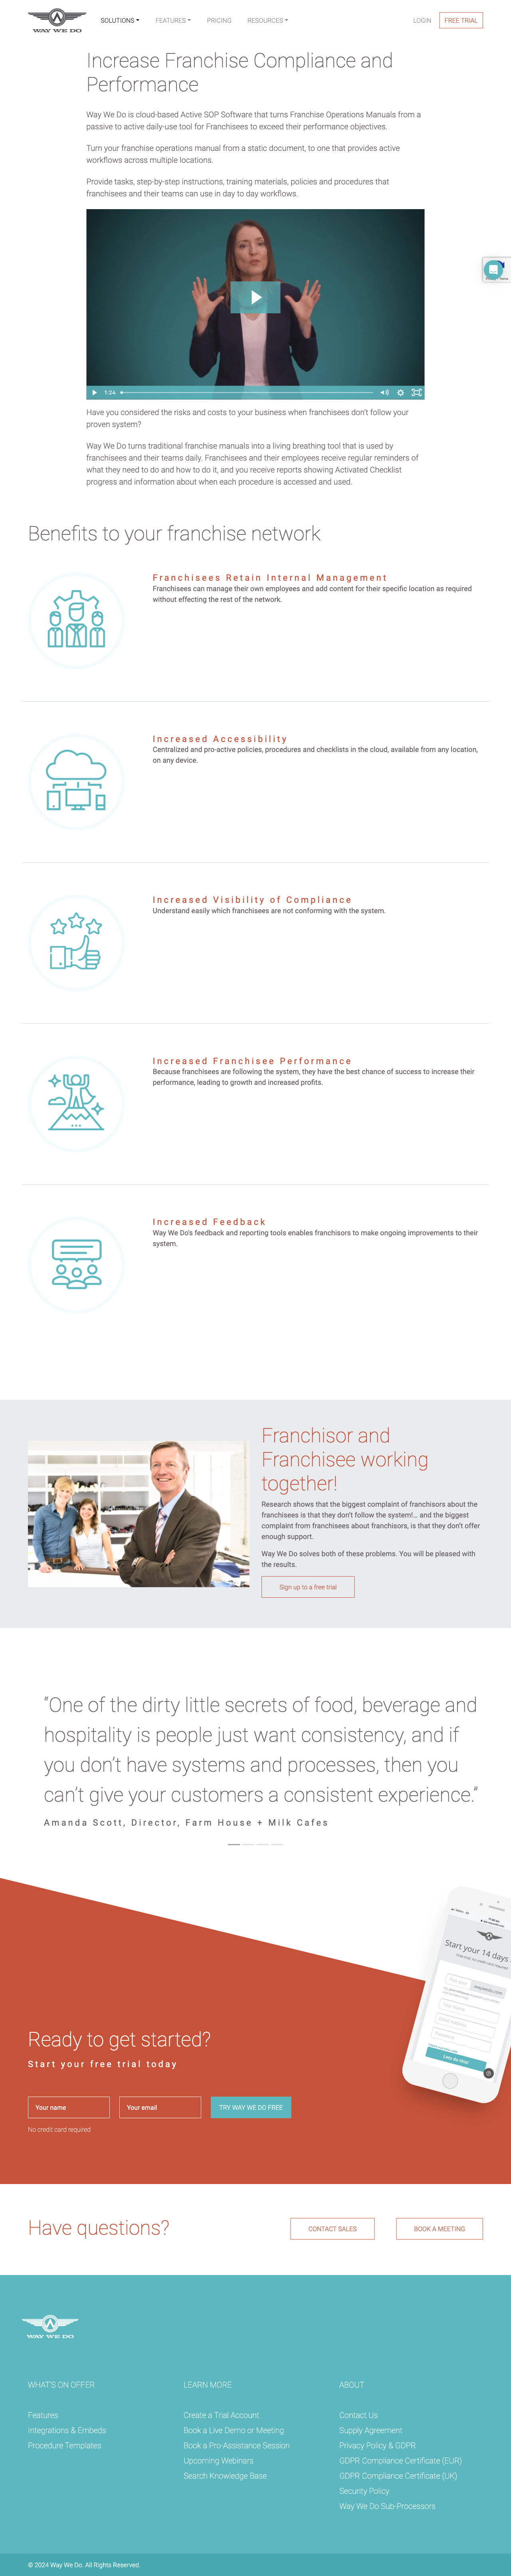 WAY WE DO
SOLUTIONS
FEATURES
PRICING
RESOURCES
LOGIN
FREE TRIAL
Increase Franchise Compliance and
Performance
Way We Do is cloud-based Active SOP Software that turns Franchise Operations Manuals from a
passive to active daily-use tool for Franchisees to exceed their performance objectives.
Turn your franchise operations manual from a static document, to one that provides active
workflows across multiple locations.
Provide tasks, step-by-step instructions, training materials, policies and procedures that
franchisees and their teams can use in day to day workflows.
1:24
Have you considered the risks and costs to your business when franchisees don't follow your
proven system?
Way We Do turns traditional franchise manuals into a living breathing tool that is used by
franchisees and their teams daily. Franchisees and their employees receive regular reminders of
what they need to do and how to do it, and you receive reports showing Activated Checklist
progress and information about when each procedure is accessed and used.
Benefits to your franchise network
Franchisees Retain Internal Management
Franchisees can manage their own employees and add content for their specific location as required
without effecting the rest of the network.
Increased Accessibility
Centralized and pro-active policies, procedures and checklists in the cloud, available from any location,
on any device.
Increased Visibility of Compliance
Understand easily which franchisees are not conforming with the system.
Increased Franchisee Performance
Because franchisees are following the system, they have the best chance of success to increase their
performance, leading to growth and increased profits.
Increased Feedback
Way We Do's feedback and reporting tools enables franchisors to make ongoing improvements to their
system.
Franchisor and
Franchisee working
together!
Research shows that the biggest complaint of franchisors about the
franchisees is that they don't follow the system!… and the biggest
complaint from franchisees about franchisors, is that they don't offer
enough support.
Way We Do solves both of these problems. You will be pleased with
the results.
Sign up to a free trial
"One of the dirty little secrets of food, beverage and
hospitality is people just want consistency, and if
you don't have systems and processes, then you
can't give your customers a consistent experience."
Amanda Scott, Director, Farm House + Milk Cafes
Start your 14 days
.waywedo.com
Your Name
Email Address
Password
Let's do this!
Ready to get started?
Start your free trial today
Your name
Your email
TRY WAY WE DO FREE
No credit card required
Have questions?
CONTACT SALES
BOOK A MEETING
WAY WE DO
WHAT'S ON OFFER
Features
Integrations & Embeds
Procedure Templates
LEARN MORE
Create a Trial Account
Book a Live Demo or Meeting
Book a Pro-Assistance Session
Upcoming Webinars
Search Knowledge Base
ABOUT
Contact Us
Supply Agreement
Privacy Policy & GDPR
GDPR Compliance Certificate (EUR)
GDPR Compliance Certificate (UK)
Security Policy
Way We Do Sub-Processors
© 2024 Way We Do. All Rights Reserved.